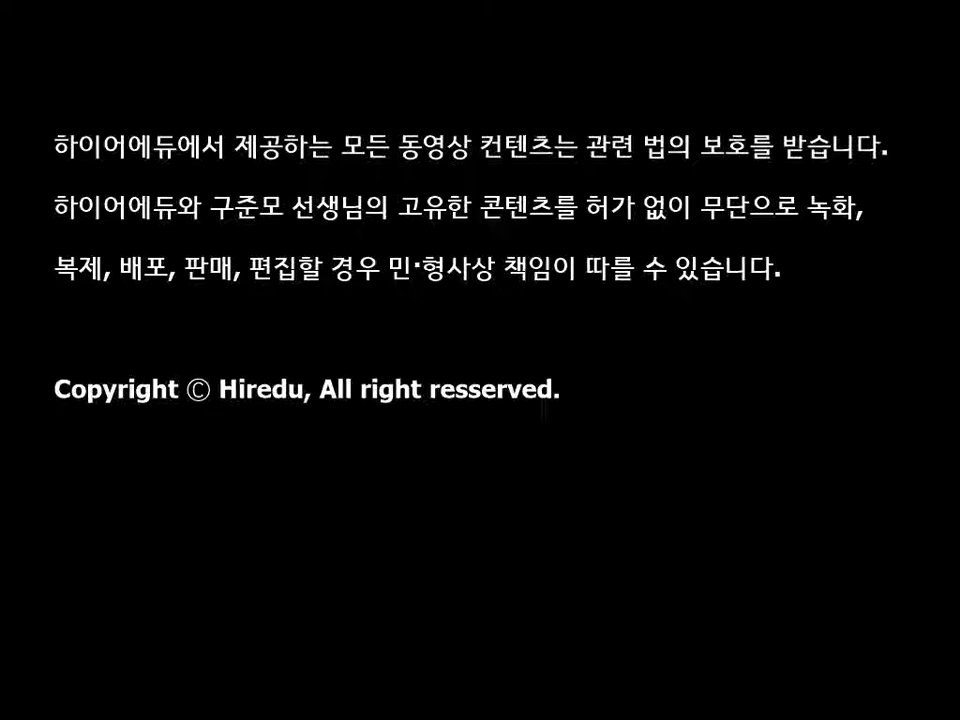 하이어에듀에서 제공하는 모든 동영상 컨텐츠는 관련 법의 보호를 받습니다.
하이어에듀와 구준모 선생님의 고유한 콘텐츠를 허가 없이 무단으로 녹화,
복제, 배포, 판매, 편집할 경우 민·형사상 책임이 따를 수 있습니다.
Copyright Ⓒ Hiredu, All right resserved.